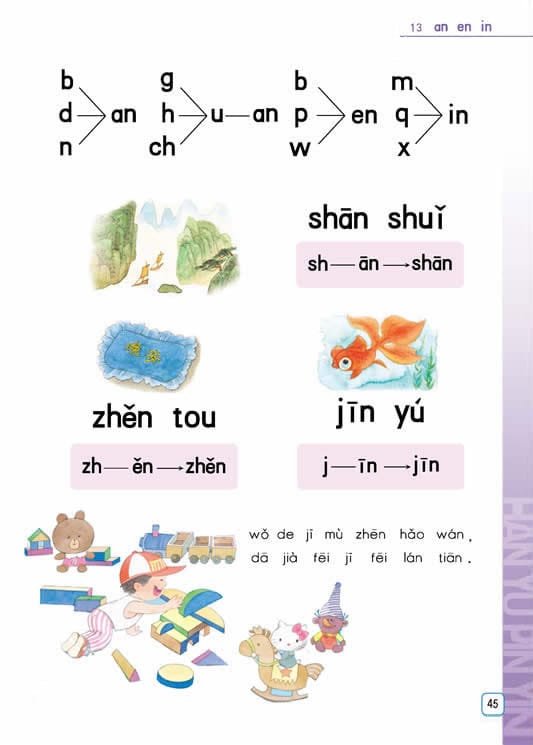 13 an en in
b g b m
d an h u an p en q in
n ch w x
shān shuǐ
sh ān shān
zhěn tou
zh ěn zhěn
jīn yú
j īn jīn
wǒ de jī mù zhēn hǎo wán,
dā jià fēi jī fēi lán tiān.
HAN YU PIN YIN
45